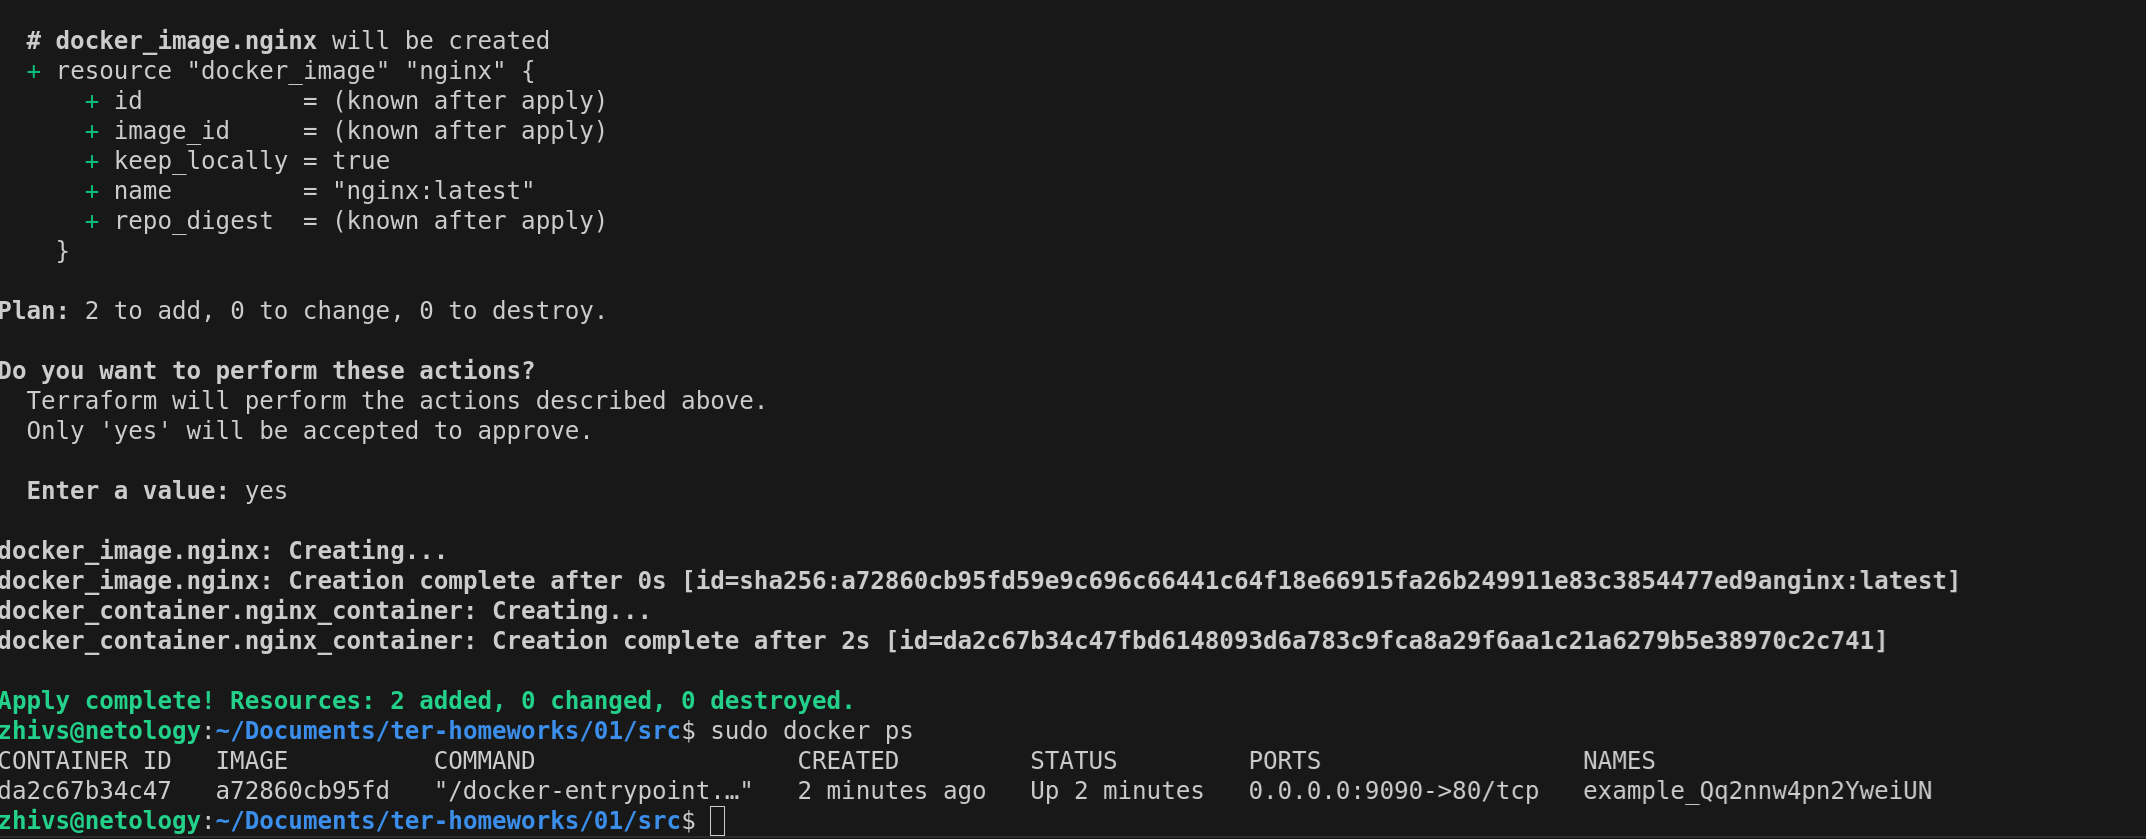 # docker_image.nginx will be created
+ resource "docker_image" "nginx" {
+ id           = (known after apply)
+ image_id     = (known after apply)
+ keep_locally = true
+ name         = "nginx:latest"
+ repo_digest  = (known after apply)
}
Plan: 2 to add, 0 to change, 0 to destroy.
Do you want to perform these actions?
Terraform will perform the actions described above.
Only 'yes' will be accepted to approve.
Enter a value: yes
docker_image.nginx: Creating...
docker_image.nginx: Creation complete after 0s [id=sha256:a72860cb95fd59e9c696c66441c64f18e66915fa26b249911e83c3854477ed9anginx:latest]
docker_container.nginx_container: Creating...
docker_container.nginx_container: Creation complete after 2s [id=da2c67b34c47fbd6148093d6a783c9fca8a29f6aa1c21a6279b5e38970c2c741]
Apply complete! Resources: 2 added, 0 changed, 0 destroyed.
zhivs@netology:~/Documents/ter-homeworks/01/src$ sudo docker ps
CONTAINER ID   IMAGE          COMMAND                  CREATED         STATUS         PORTS                  NAMES
da2c67b34c47   a72860cb95fd   "/docker-entrypoint.…"   2 minutes ago   Up 2 minutes   0.0.0.0:9090->80/tcp   example_Qq2nnw4pn2YweiUN
zhivs@netology:~/Documents/ter-homeworks/01/src$